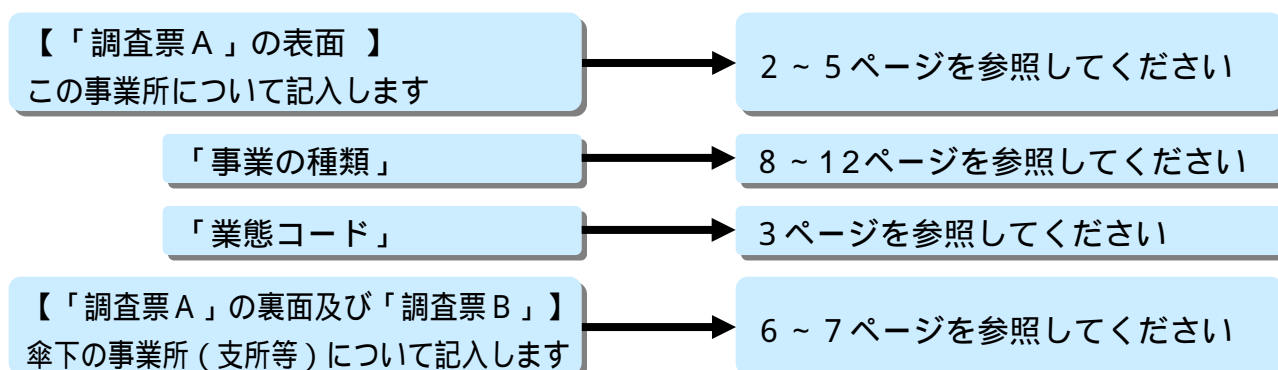 【「調査票Ａ」の表面 】
この事業所について記入します
２～５ページを参照してください
「事業の種類」
８～１２ページを参照してください
「業態コード」
３ページを参照してください
【「調査票Ａ」の裏面及び「調査票Ｂ」】
傘下の事業所（支所等）について記入します
６～７ページを参照してください